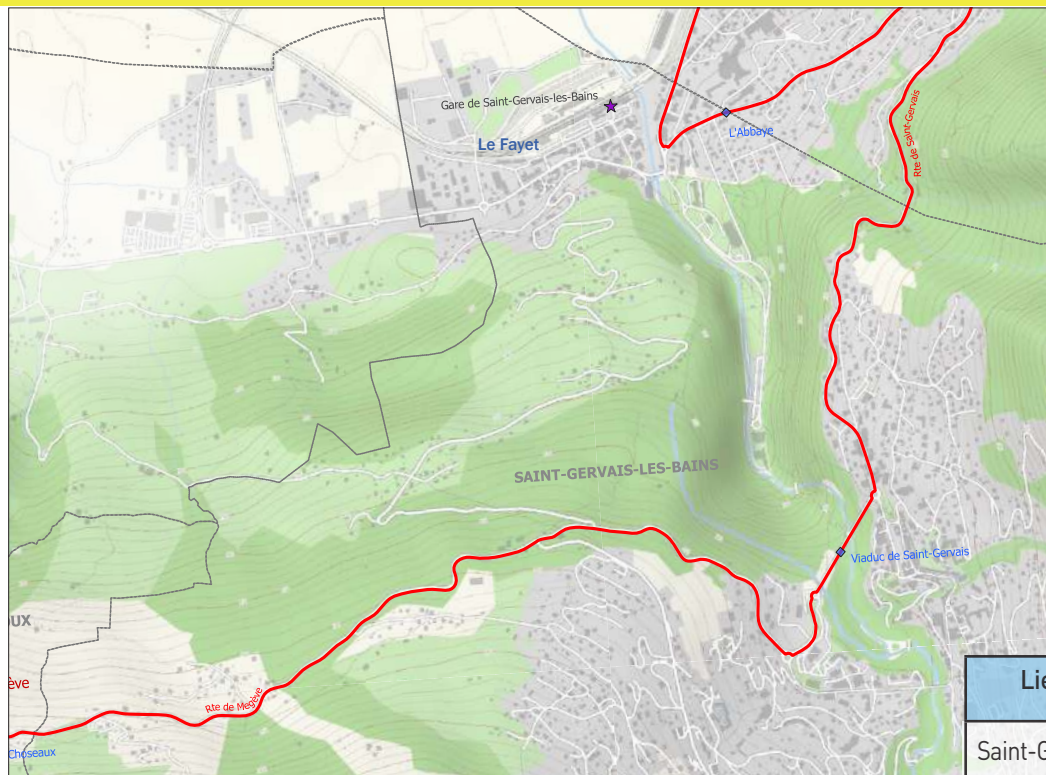 Gare de Saint-Gervais-les-Bains
Le Fayet
L'Abbaye
Rte de Saint-Gervais
SAINT-GERVAIS-LES-BAINS
Viaduc de Saint-Gervais
OUX
ève
Rte de Megève
Choseaux
Lie
Saint-G